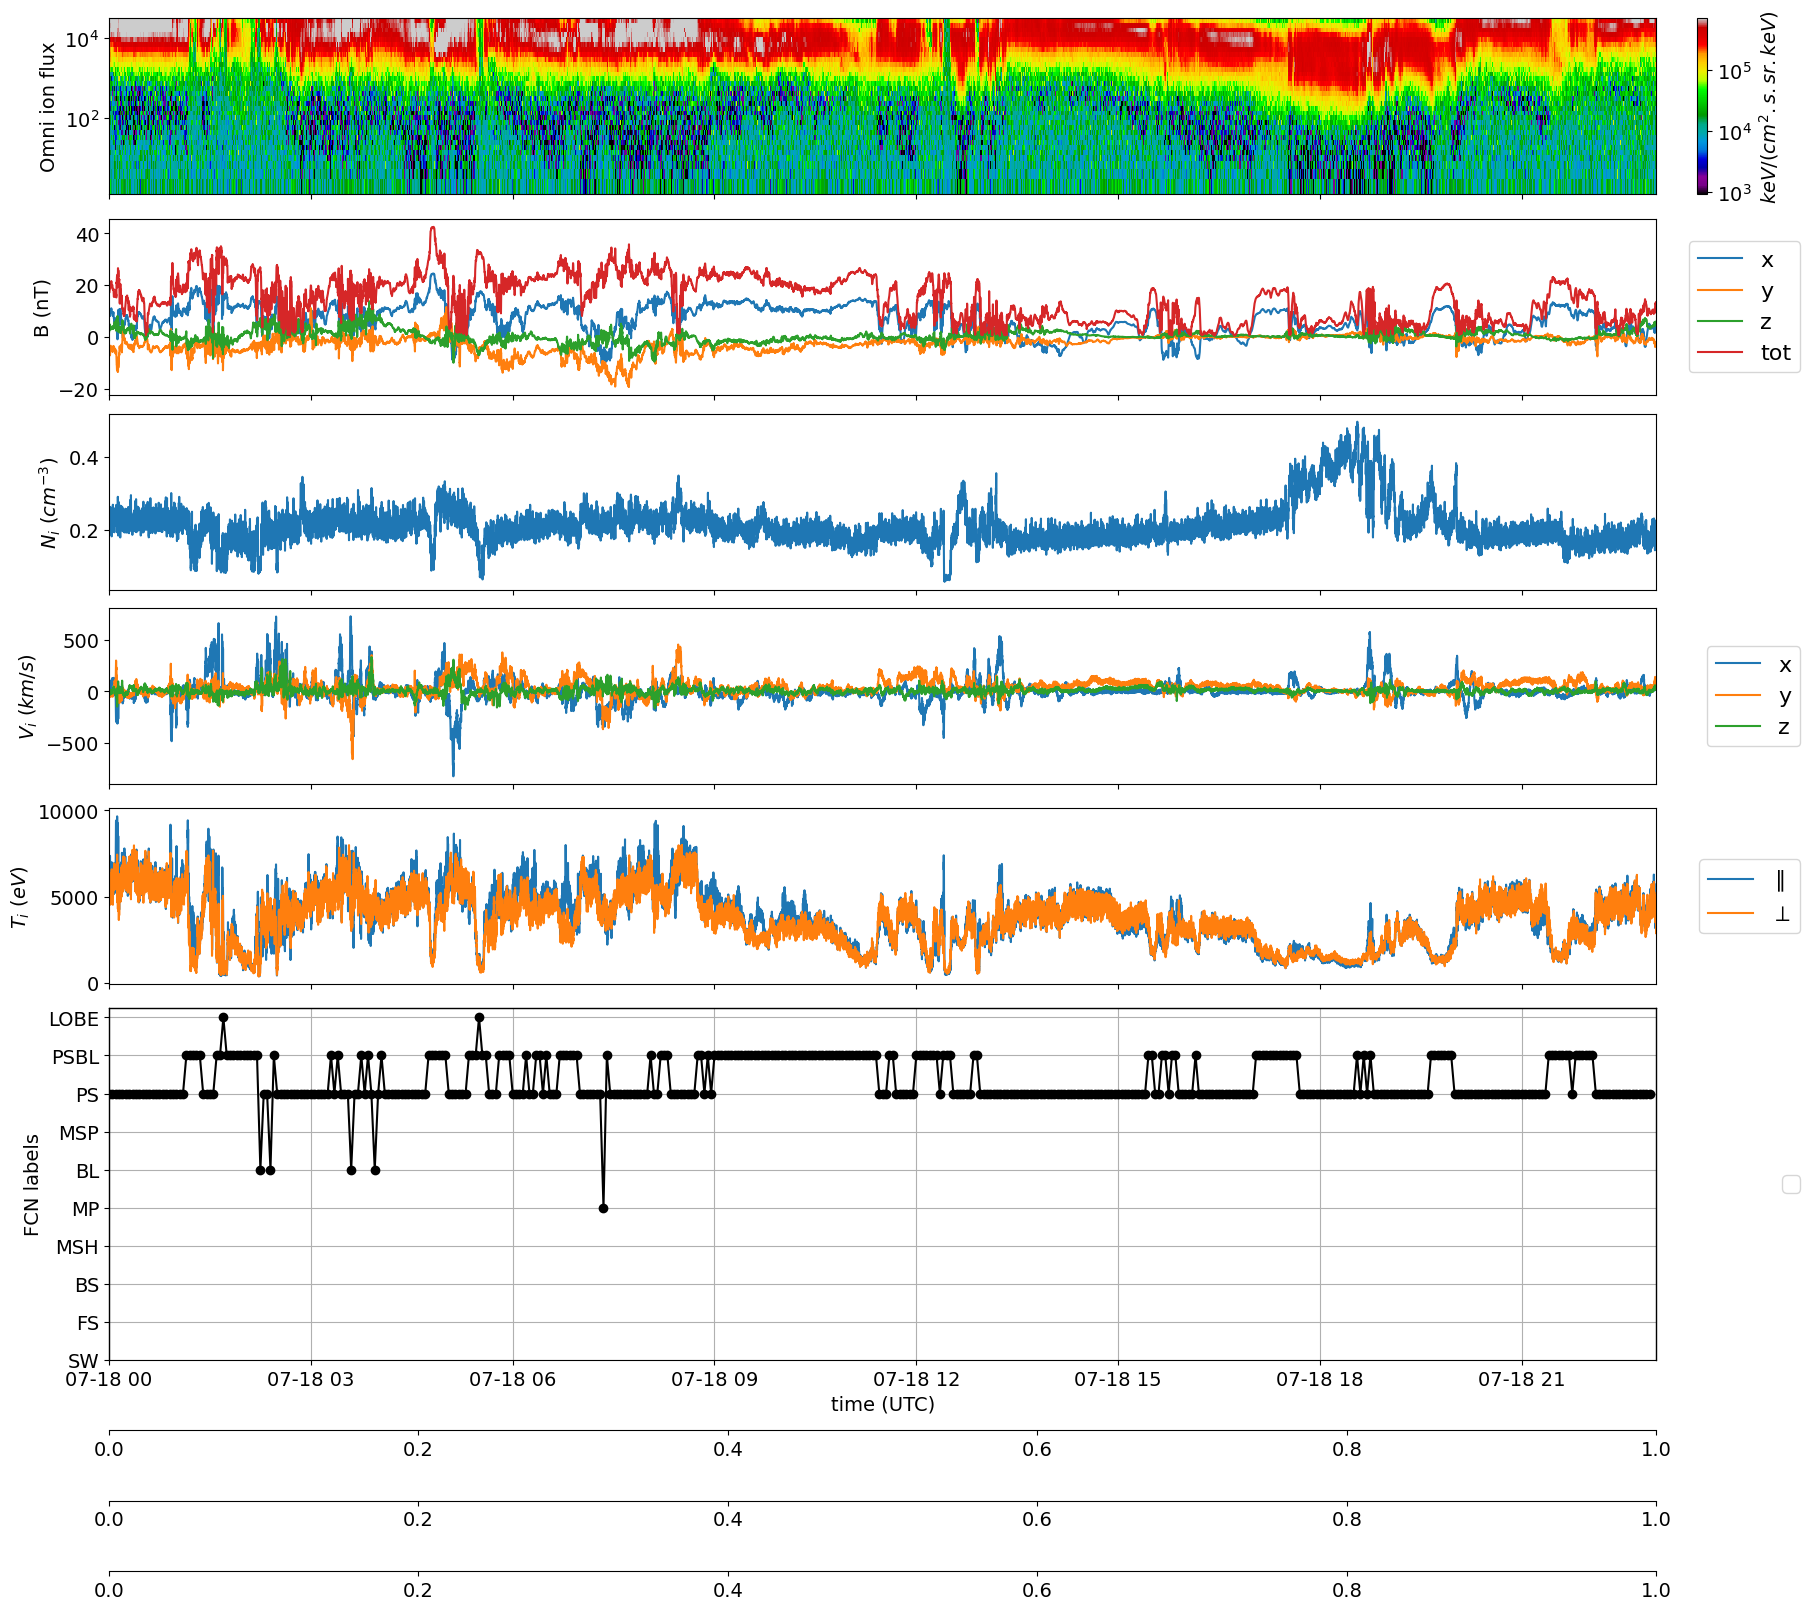 Omni ion flux
10^4
10^2
10^5
10^4
10^3
keV/(cm^2.s.sr.keV)
B (nT)
40
20
0
−20
x
y
z
tot
N_i (cm^{-3})
0.4
0.2
V_i (km/s)
500
0
−500
x
y
z
T_i (eV)
10000
5000
0
∥
⊥
FCN labels
LOBE
PSBL
PS
MSP
BL
MP
MSH
BS
FS
SW
07-18 00 07-18 03 07-18 06 07-18 09 07-18 12 07-18 15 07-18 18 07-18 21
time (UTC)
0.0 0.2 0.4 0.6 0.8 1.0
0.0 0.2 0.4 0.6 0.8 1.0
0.0 0.2 0.4 0.6 0.8 1.0